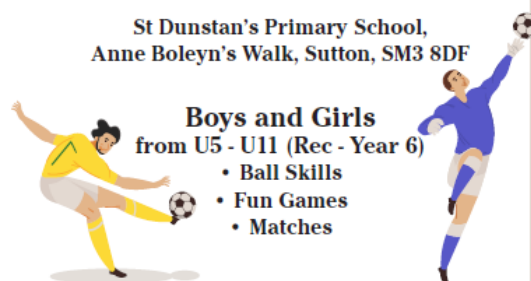 St Dunstan's Primary School,
Anne Boleyn's Walk, Sutton, SM3 8DF
Boys and Girls
from U5 - U11 (Rec - Year 6)
• Ball Skills
• Fun Games
• Matches